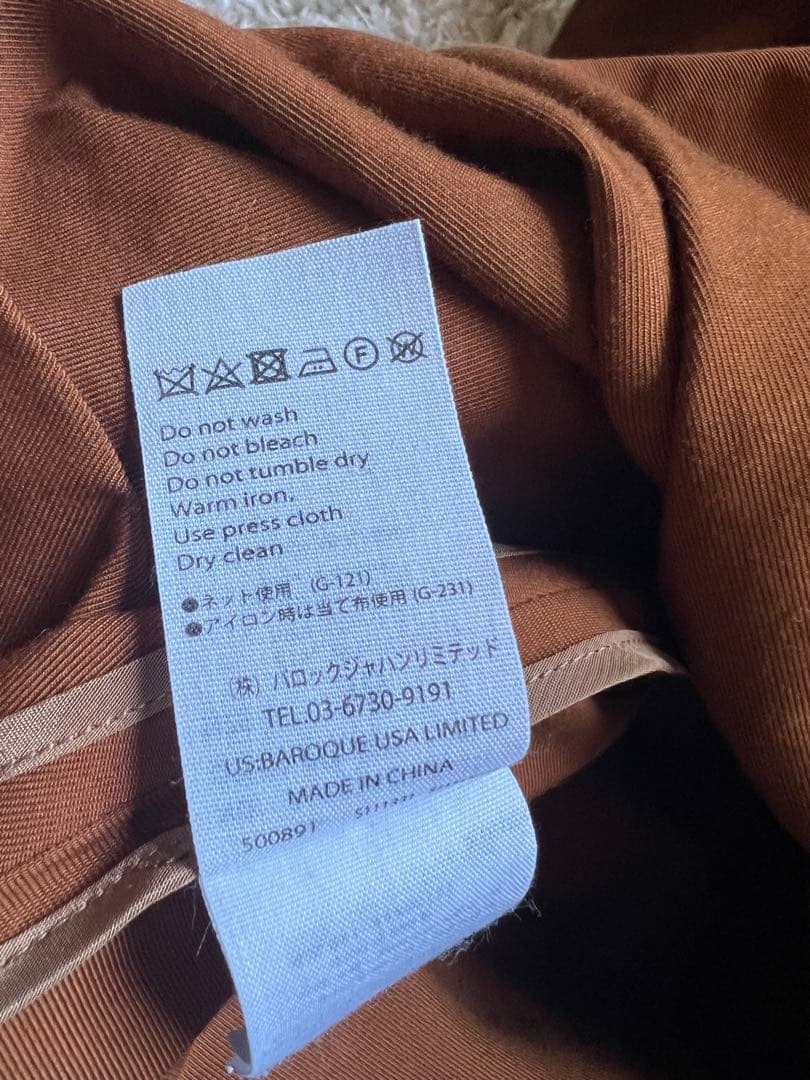 F W
Do not wash
Do not bleach
Do not tumble dry
Warm iron.
Use press cloth
Dry clean
●ネット使用 (G-121)
●アイロン時は当て布使用 (G-231)
(株) バロックジャパンリミテッド
TEL.03-6730-9191
US:BAROQUE USA LIMITED
MADE IN CHINA
500891